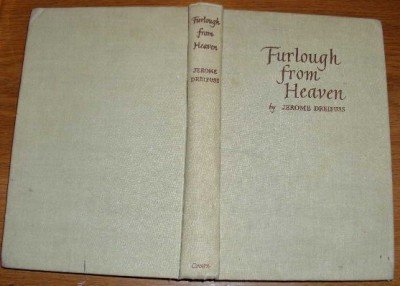 Furlough
from
Heaven
JEROME
DREIFUSS
Furlough
from
Heaven
by JEROME DREIFUSS